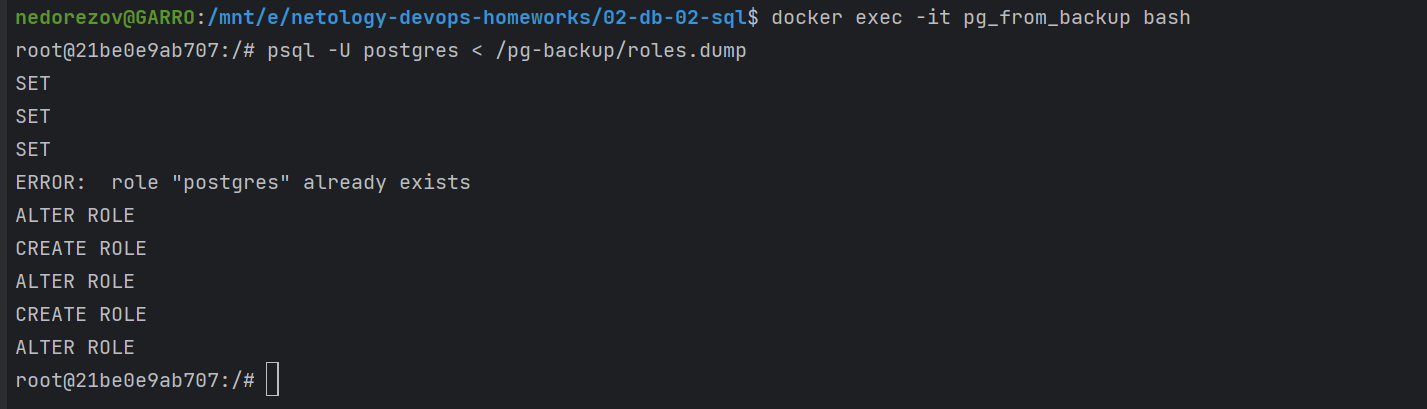 nedorezov@GARRO:/mnt/e/netology-devops-homeworks/02-db-02-sql$ docker exec -it pg_from_backup bash
root@21be0e9ab707:/# psql -U postgres < /pg-backup/roles.dump
SET
SET
SET
ERROR:  role "postgres" already exists
ALTER ROLE
CREATE ROLE
ALTER ROLE
CREATE ROLE
ALTER ROLE
root@21be0e9ab707:/#